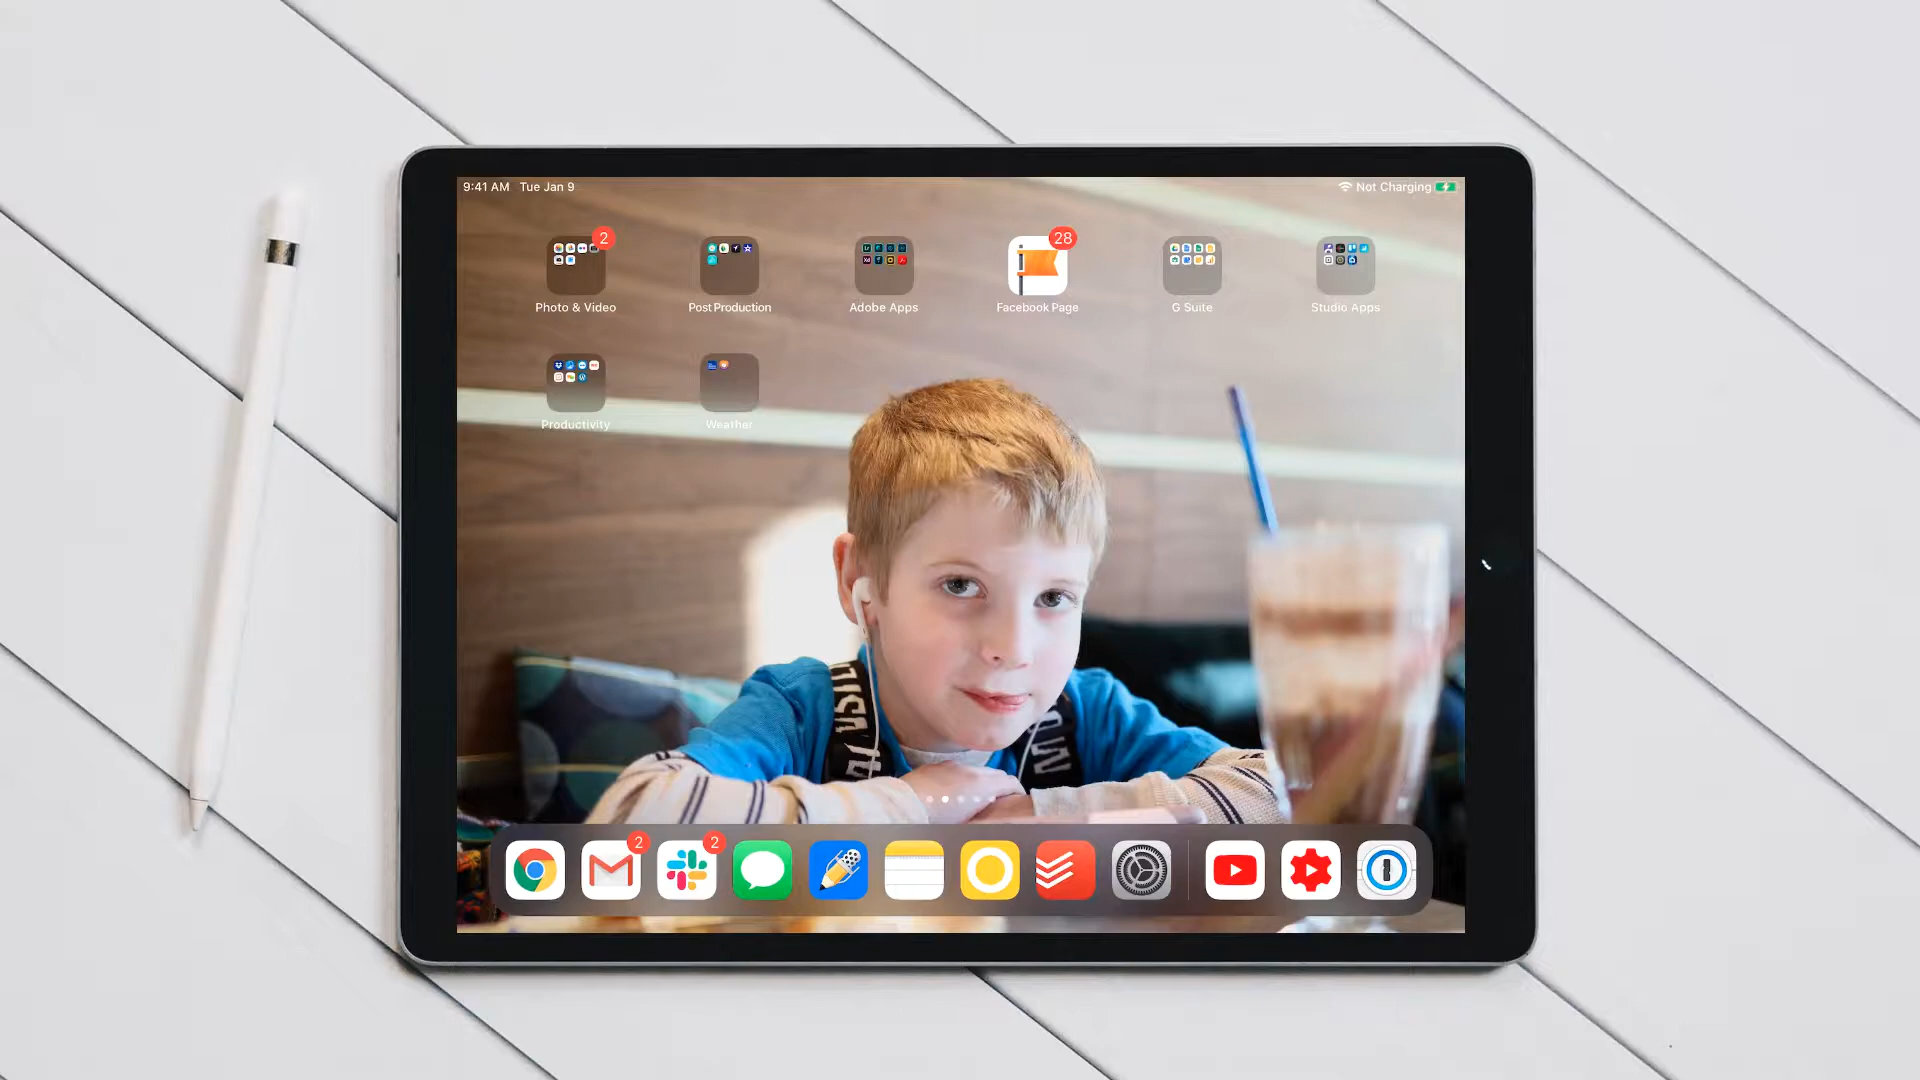 9:41 AM Tue Jan 9
Not Charging
2
28
Photo & Video
Post Production
Adobe Apps
Facebook Page
G Suite
Studio Apps
Productivity
Weather
2
2